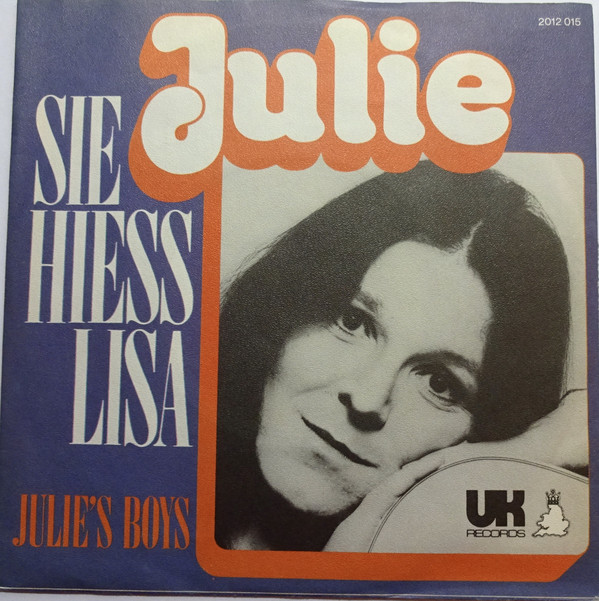 2012 015
Julie
SIE
HIESS
LISA
JULIE'S BOYS
UK
RECORDS